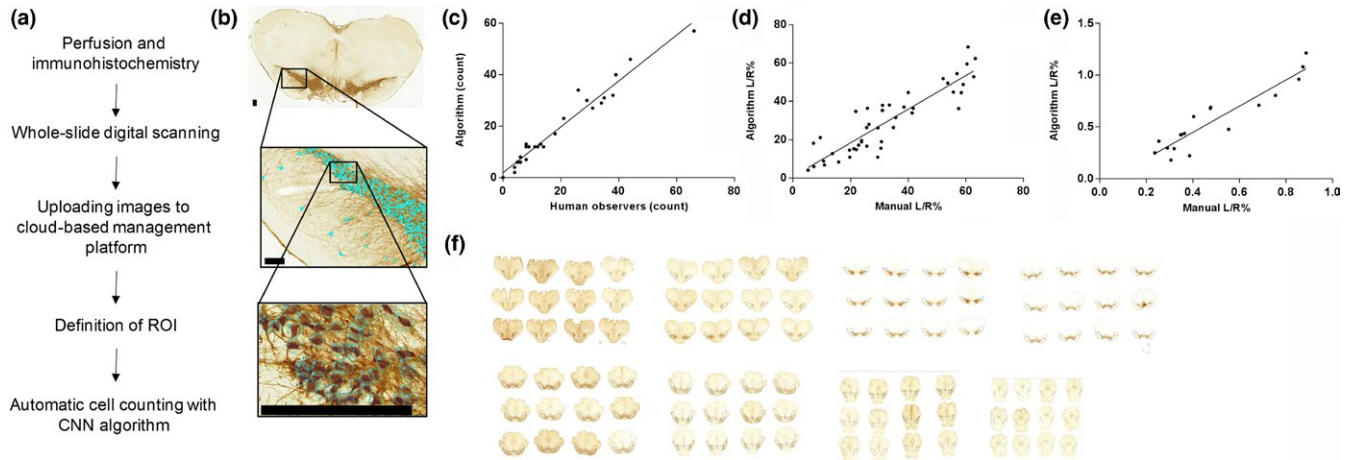 (a)
Perfusion and
immunohistochemistry
Whole-slide digital scanning
Uploading images to
cloud-based management
platform
Definition of ROI
Automatic cell counting with
CNN algorithm
(b)
(c)
Algorithm (count)
60
40
20
0
0 20 40 60 80
Human observers (count)
(d)
Algorithm L/R%
80
60
40
20
0
0 20 40 60 80
Manual L/R%
(e)
Algorithm L/R%
1.5
1.0
0.5
0.0
0.0 0.2 0.4 0.6 0.8 1.0
Manual L/R%
(f)